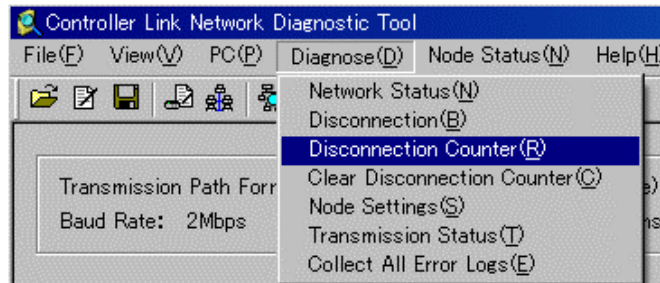 Controller Link Network Diagnostic Tool
File(F) View(V) PC(P) Diagnose(D) Node Status(N) Help(H
Network Status(N)
Disconnection(B)
Disconnection Counter(R)
Clear Disconnection Counter(C)
Node Settings(S)
Transmission Status(T)
Collect All Error Logs(E)
Transmission Path Form
Baud Rate: 2Mbps